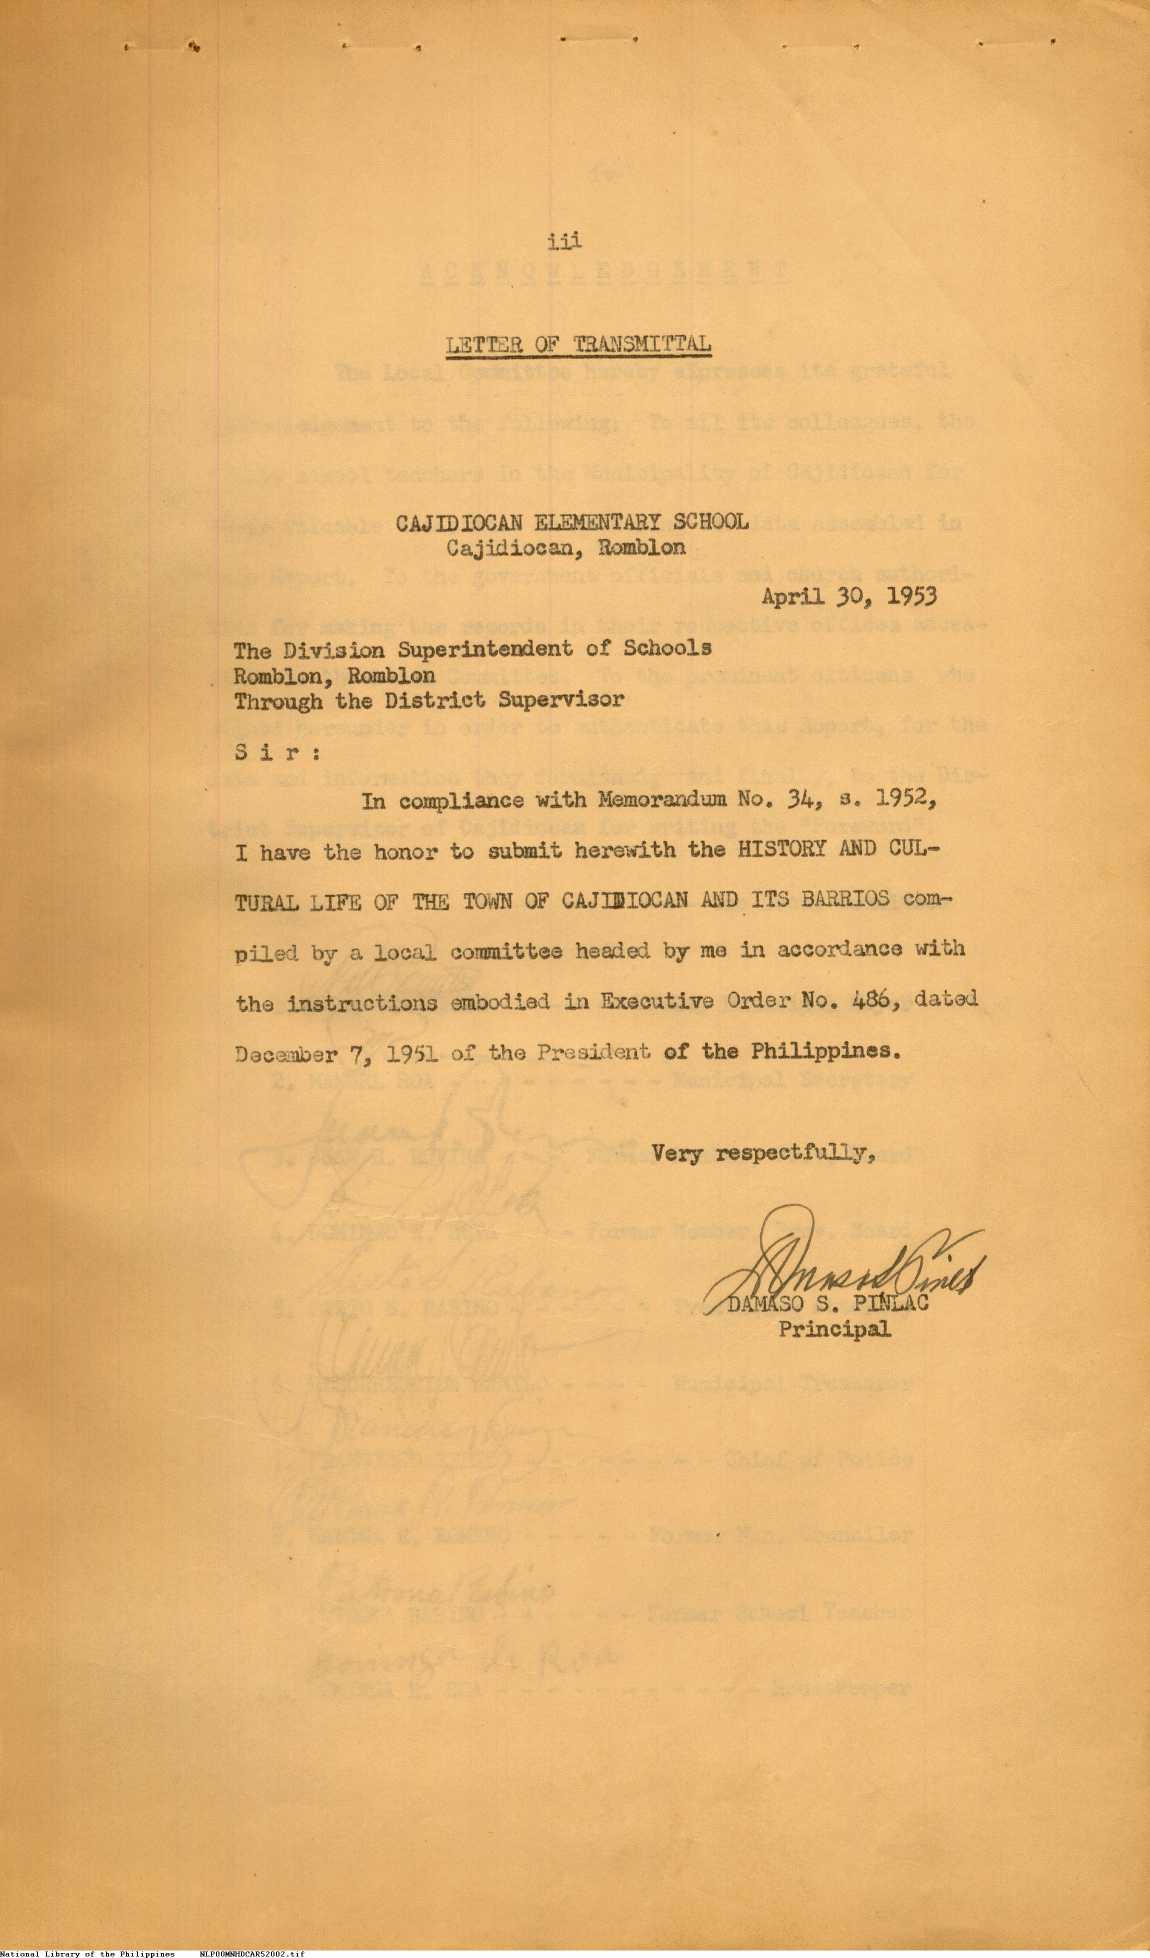 iii
LETTER OF TRANSMITTAL
CAJIDIOCAN ELEMENTARY SCHOOL
Cajidiocan, Romblon
April 30, 1953
The Division Superintendent of Schools
Romblon, Romblon
Through the District Supervisor
S i r :
In compliance with Memorandum No. 34, s. 1952,
I have the honor to submit herewith the HISTORY AND CUL-
TURAL LIFE OF THE TOWN OF CAJIDIOCAN AND ITS BARRIOS com-
piled by a local committee headed by me in accordance with
the instructions embodied in Executive Order No. 486, dated
December 7, 1951 of the President of the Philippines.
Very respectfully,
DAMASO S. PINLAC
Principal
National Library of the Philippines NLP00MNHDCAR52002.tif